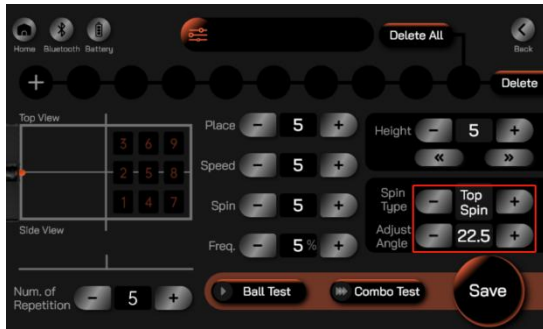 Home Bluetooth Battery
Delete All
Back
+
Delete
Top View
3 6 9
2 5 8
1 4 7
Side View
Place - 5 +
Speed - 5 +
Spin - 5 +
Freq. - 5 % +
Height - 5 +
« »
Spin Type - Top Spin +
Adjust Angle - 22.5 +
Num. of Repetition - 5 +
Ball Test
Combo Test
Save